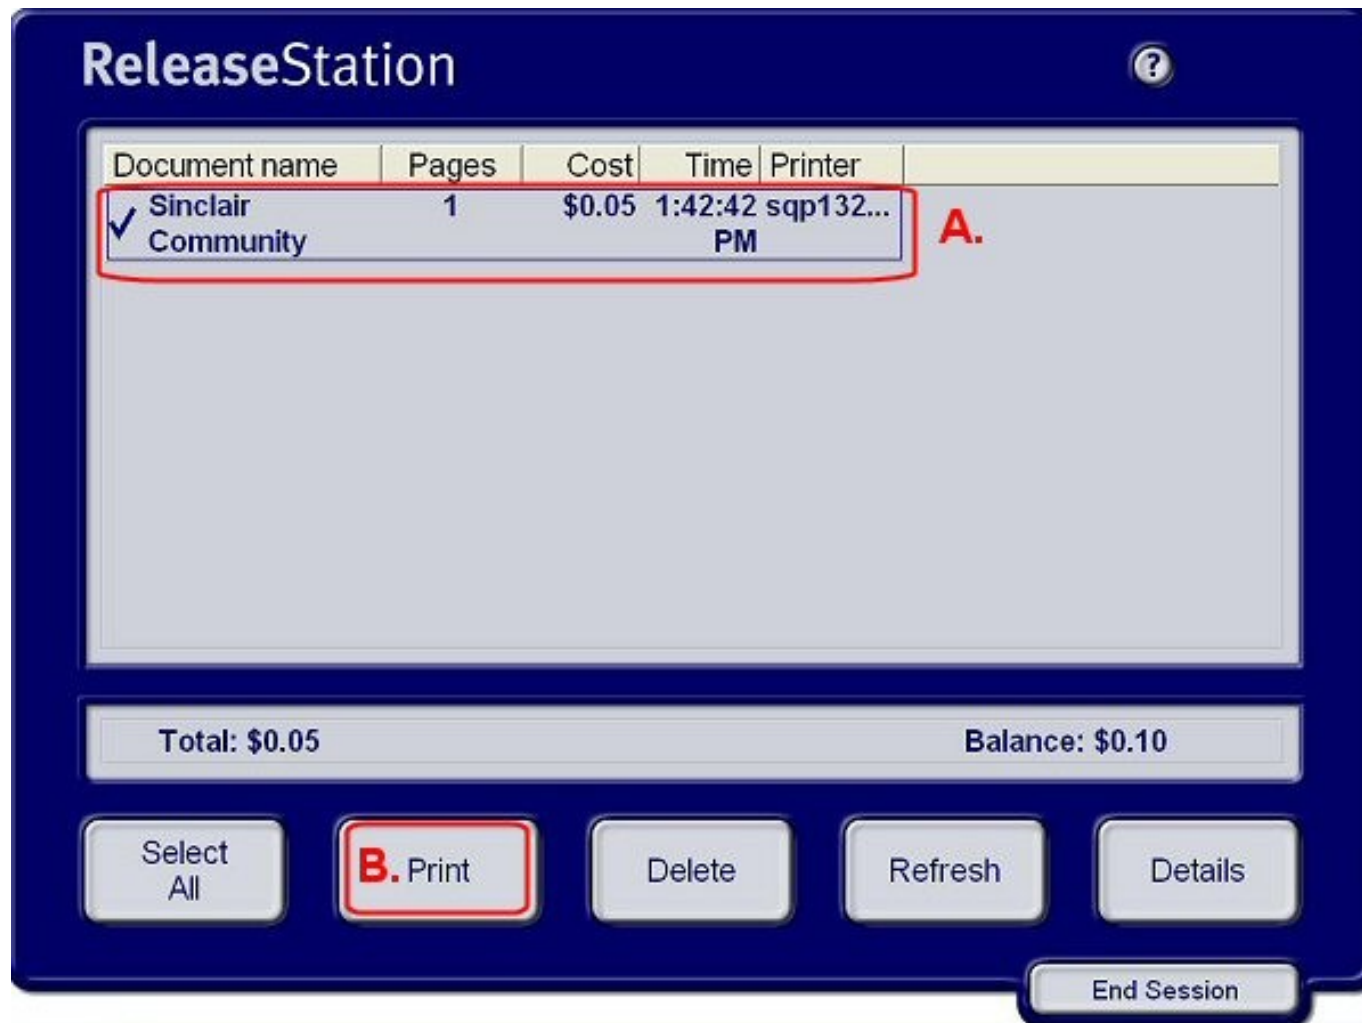 ReleaseStation ?
Document name Pages Cost Time Printer
Sinclair 1 $0.05 1:42:42 sqp132...
Community PM
A.
Total: $0.05 Balance: $0.10
Select
All
B. Print
Delete
Refresh
Details
End Session